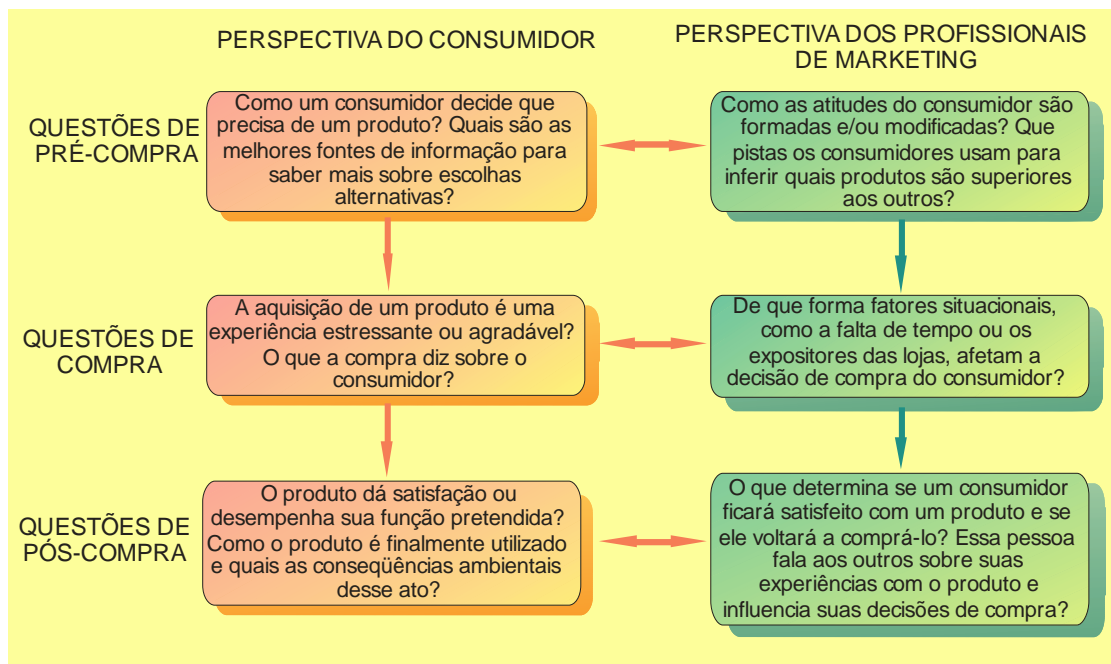 PERSPECTIVA DO CONSUMIDOR
PERSPECTIVA DOS PROFISSIONAIS
DE MARKETING
QUESTÕES DE
PRÉ-COMPRA
Como um consumidor decide que
precisa de um produto? Quais são as
melhores fontes de informação para
saber mais sobre escolhas
alternativas?
Como as atitudes do consumidor são
formadas e/ou modificadas? Que
pistas os consumidores usam para
inferir quais produtos são superiores
aos outros?
QUESTÕES DE
COMPRA
A aquisição de um produto é uma
experiência estressante ou agradável?
O que a compra diz sobre o
consumidor?
De que forma fatores situacionais,
como a falta de tempo ou os
expositores das lojas, afetam a
decisão de compra do consumidor?
QUESTÕES DE
PÓS-COMPRA
O produto dá satisfação ou
desempenha sua função pretendida?
Como o produto é finalmente utilizado
e quais as conseqüências ambientais
desse ato?
O que determina se um consumidor
ficará satisfeito com um produto e se
ele voltará a comprá-lo? Essa pessoa
fala aos outros sobre suas
experiências com o produto e
influencia suas decisões de compra?